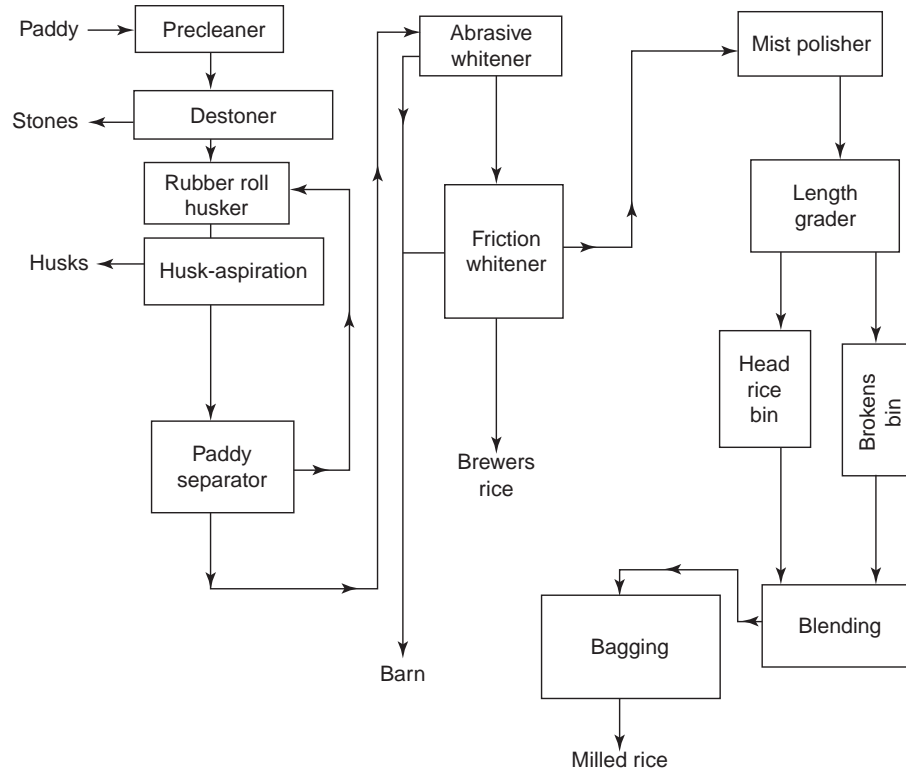 Paddy
Precleaner
Stones
Destoner
Rubber roll
husker
Husks
Husk-aspiration
Paddy
separator
Abrasive
whitener
Friction
whitener
Brewers
rice
Barn
Mist polisher
Length
grader
Head
rice
bin
Brokens
bin
Blending
Bagging
Milled rice